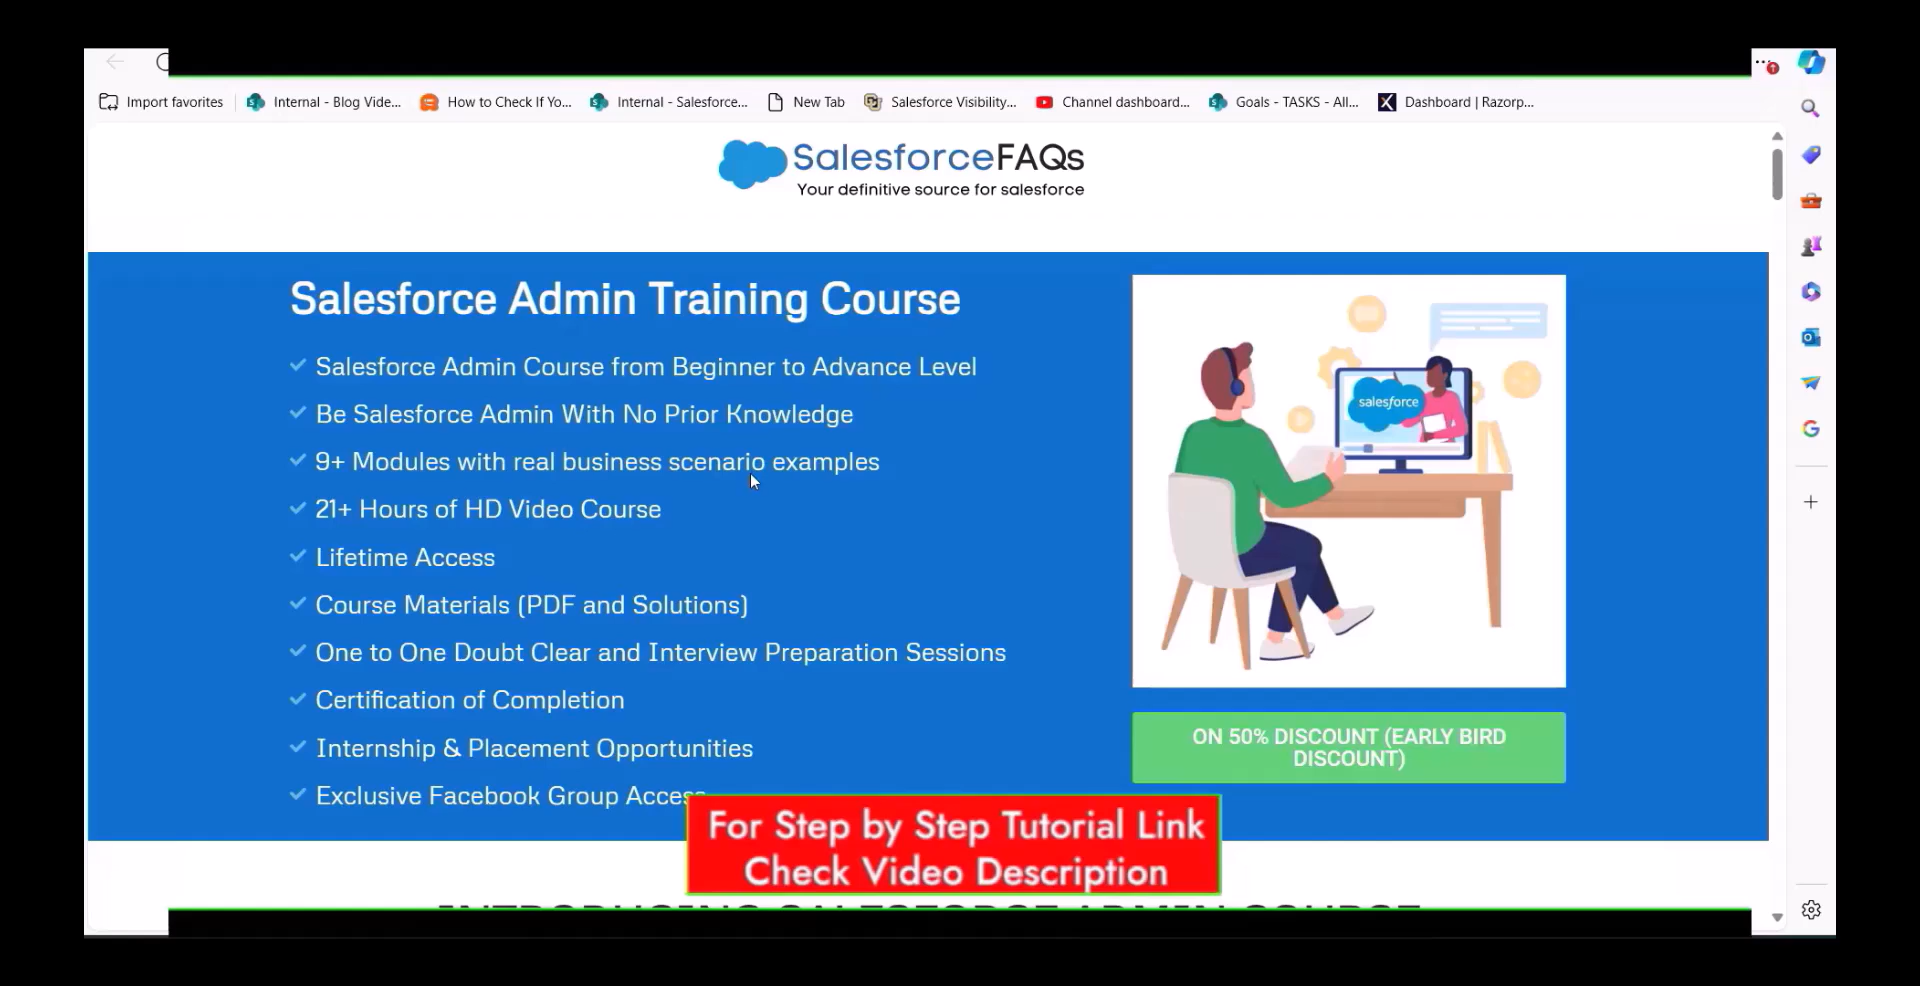 Import favorites
Internal - Blog Vide...
How to Check If Yo...
Internal - Salesforce...
New Tab
Salesforce Visibility...
Channel dashboard...
Goals - TASKS - All...
Dashboard | Razorp...
SalesforceFAQs
Your definitive source for salesforce
Salesforce Admin Training Course
Salesforce Admin Course from Beginner to Advance Level
Be Salesforce Admin With No Prior Knowledge
9+ Modules with real business scenario examples
21+ Hours of HD Video Course
Lifetime Access
Course Materials (PDF and Solutions)
One to One Doubt Clear and Interview Preparation Sessions
Certification of Completion
Internship & Placement Opportunities
Exclusive Facebook Group Access
salesforce
ON 50% DISCOUNT (EARLY BIRD
DISCOUNT)
For Step by Step Tutorial Link
Check Video Description
INTRODUCING SALESFORCE ADMIN COURSE